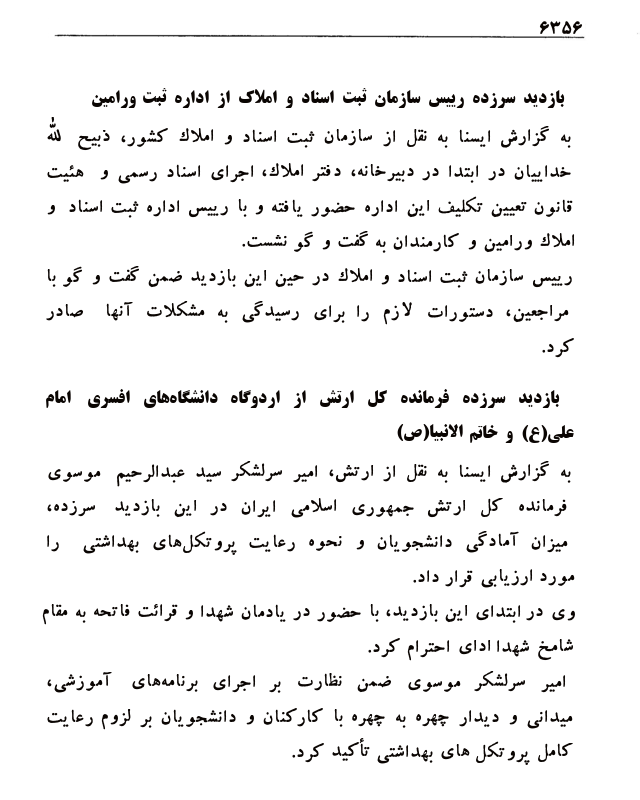 ۶۳۵۶
بازدید سرزده رییس سازمان ثبت اسناد و املاک از اداره ثبت ورامین
به گزارش ایسنا به نقل از سازمان ثبت اسناد و املاک کشور، ذبیح الله
خداییان در ابتدا در دبیرخانه، دفتر املاک، اجرای اسناد رسمی و هئیت
قانون تعیین تکلیف این اداره حضور یافته و با رییس اداره ثبت اسناد و
املاک ورامین و کارمندان به گفت و گو نشست.
رییس سازمان ثبت اسناد و املاک در حین این بازدید ضمن گفت و گو با
مراجعین، دستورات لازم را برای رسیدگی به مشکلات آنها صادر
کرد.
بازدید سرزده فرمانده کل ارتش از اردوگاه دانشگاه‌های افسری امام
علی(ع) و خاتم الانبیا(ص)
به گزارش ایسنا به نقل از ارتش، امیر سرلشکر سید عبدالرحیم موسوی
فرمانده کل ارتش جمهوری اسلامی ایران در این بازدید سرزده،
میزان آمادگی دانشجویان و نحوه رعایت پروتکل‌های بهداشتی را
مورد ارزیابی قرار داد.
وی در ابتدای این بازدید، با حضور در یادمان شهدا و قرائت فاتحه به مقام
شامخ شهدا ادای احترام کرد.
امیر سرلشکر موسوی ضمن نظارت بر اجرای برنامه‌های آموزشی،
میدانی و دیدار چهره به چهره با کارکنان و دانشجویان بر لزوم رعایت
کامل پروتکل های بهداشتی تأکید کرد.